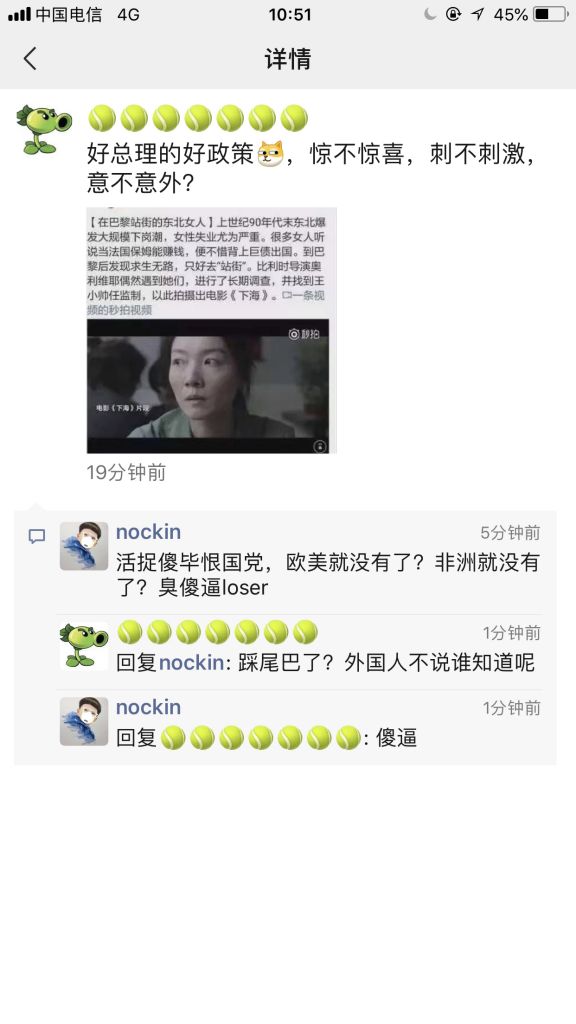 中国电信 4G 10:51 45%
详情
好总理的好政策，惊不惊喜，刺不刺激，
意不意外？
【在巴黎站街的东北女人】上世纪90年代末东北爆
发大规模下岗潮，女性失业尤为严重。很多女人听
说当法国保姆能赚钱，便不惜背上巨债出国。到巴
黎后发现求生无路，只好去“站街”。比利时导演奥
利维耶偶然遇到她们，进行了长期调查，并找到王
小帅任监制，以此拍摄出电影《下海》。一条视
频的秒拍视频
秒拍
电影《下海》片段
19分钟前
nockin 5分钟前
活捉傻毕恨国党，欧美就没有了？非洲就没有
了？臭傻逼loser
1分钟前
回复nockin: 踩尾巴了？外国人不说谁知道呢
nockin 1分钟前
回复: 傻逼